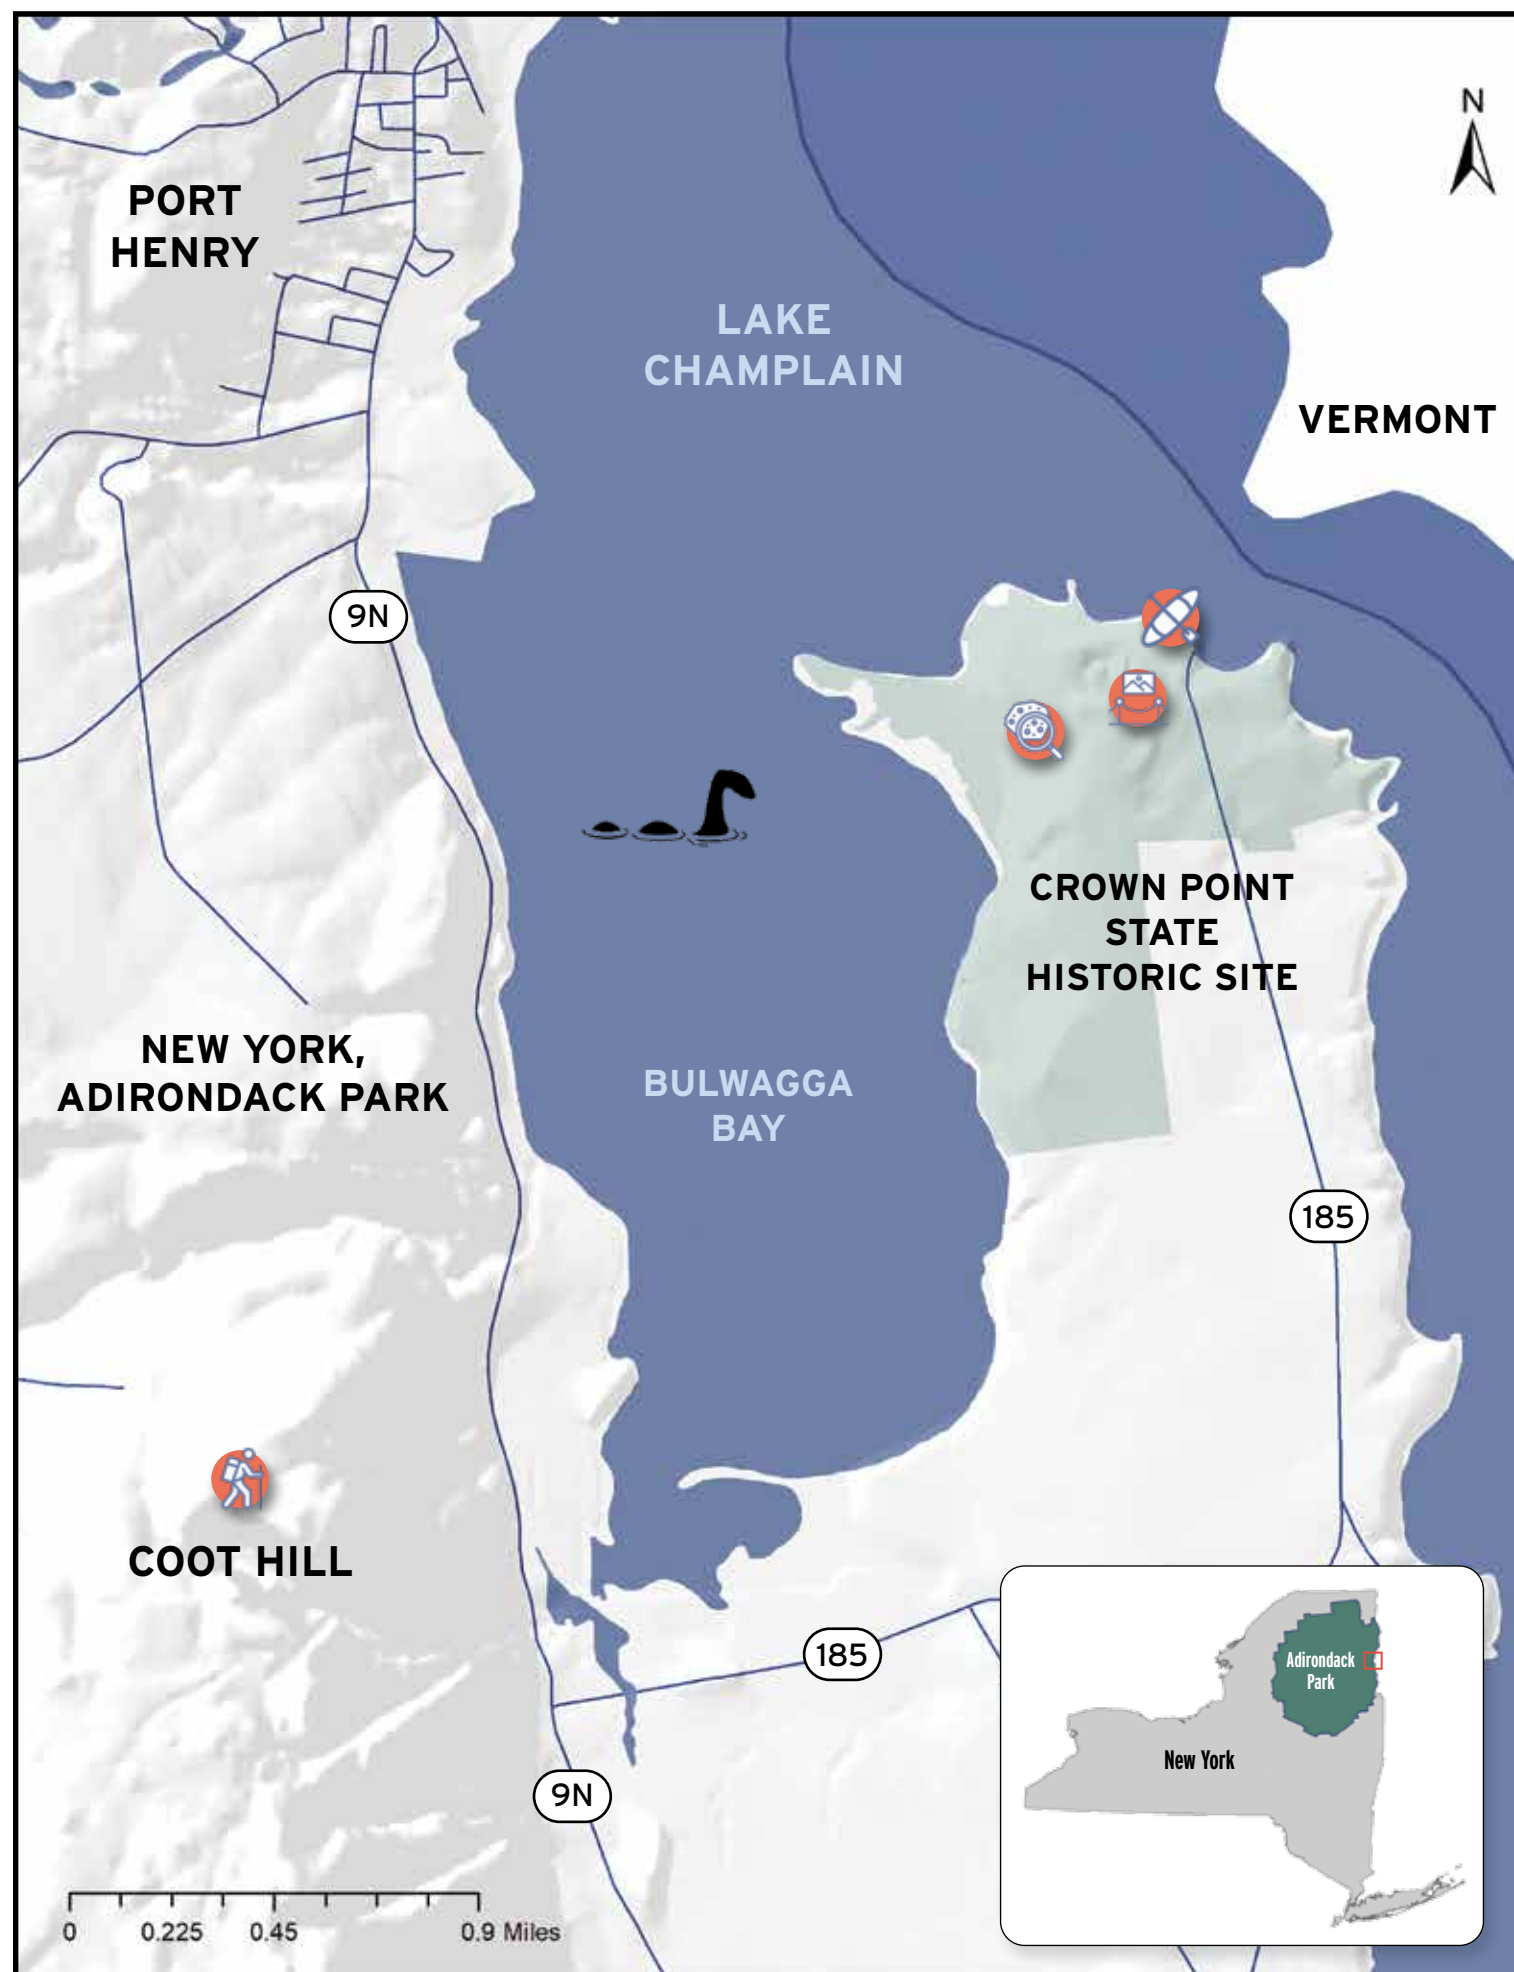 N
PORT
HENRY
LAKE
CHAMPLAIN
VERMONT
9N
CROWN POINT
STATE
HISTORIC SITE
NEW YORK,
ADIRONDACK PARK
BULWAGGA
BAY
185
COOT HILL
185
9N
Adirondack
Park
New York
0 0.225 0.45 0.9 Miles